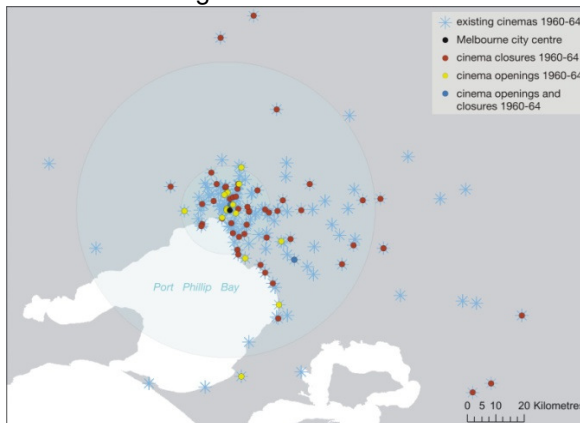 existing cinemas 1960-64
Melbourne city centre
cinema closures 1960-64
cinema openings 1960-64
cinema openings and
closures 1960-64
Port Phillip Bay
0 5 10 20 Kilometres